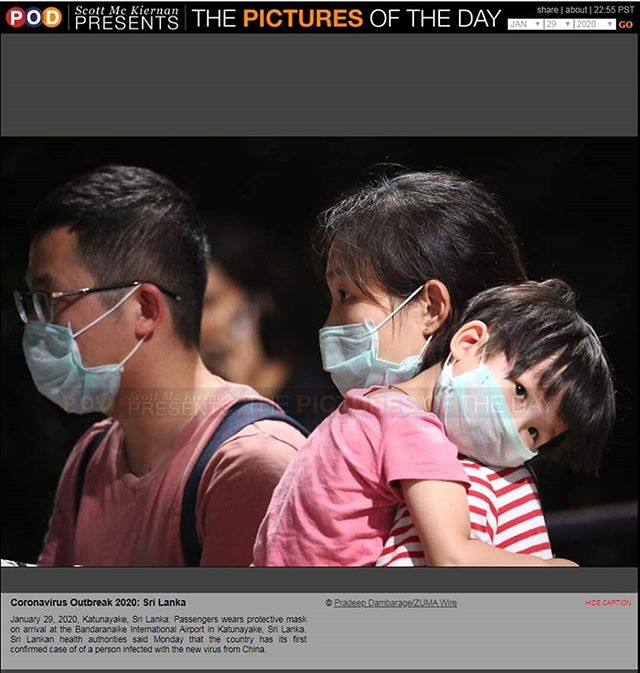 POD
Scott Mc Kiernan
PRESENTS
THE PICTURES OF THE DAY
share | about | 22:55 PST
JAN 29 2020 GO
Scott Mc Kiernan
PRESENTS THE PICTURES OF THE DAY
Coronavirus Outbreak 2020: Sri Lanka
© Pradeep Dambarage/ZUMA Wire
HIDE CAPTION
January 29, 2020, Katunayake, Sri Lanka: Passengers wears protective mask
on arrival at the Bandaranaike International Airport in Katunayake, Sri Lanka.
Sri Lankan health authorities said Monday that the country has its first
confirmed case of of a person infected with the new virus from China.